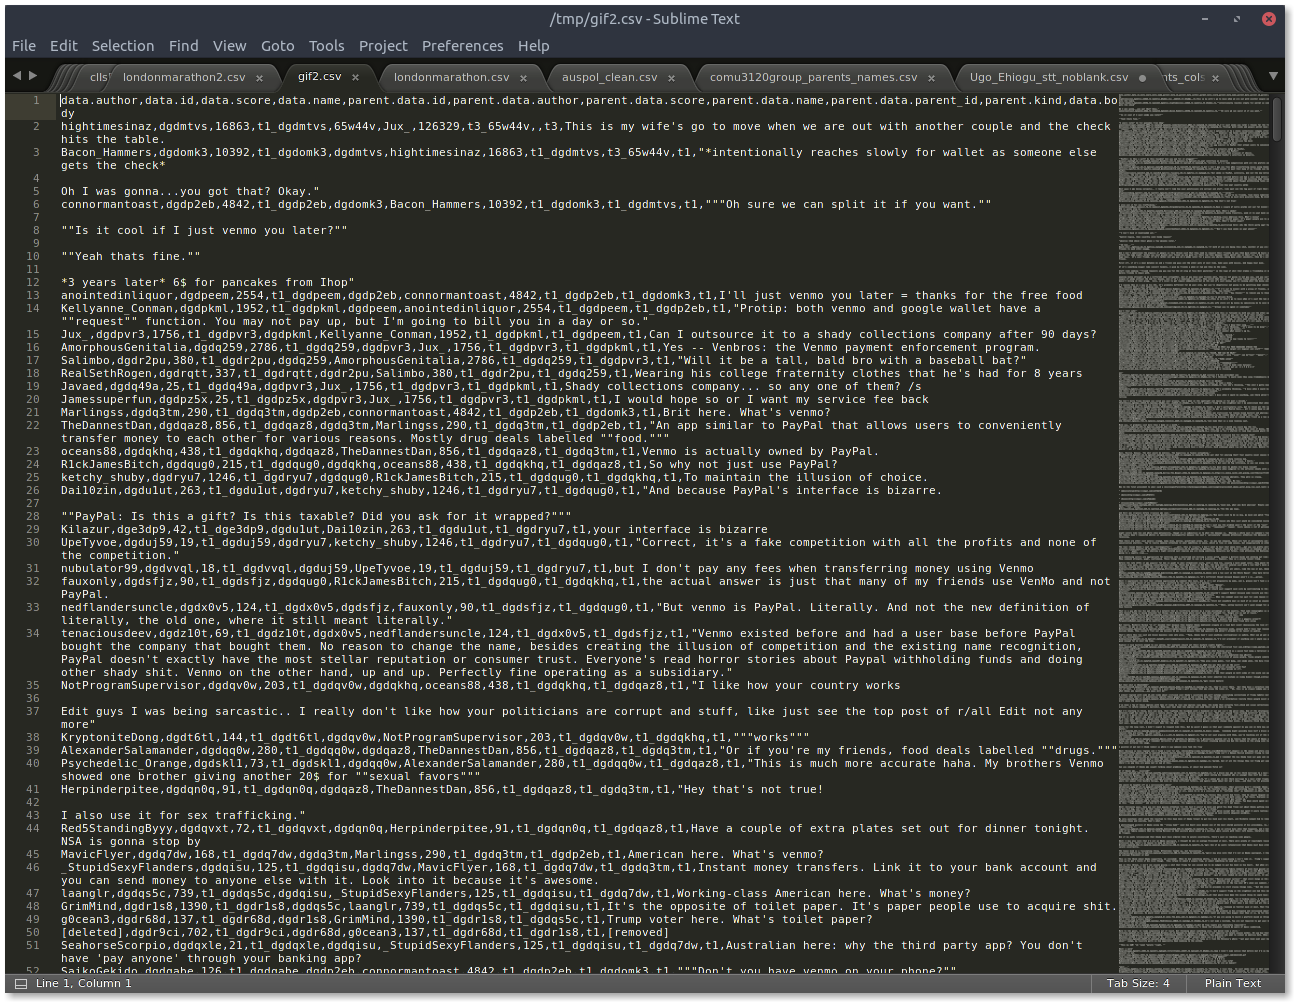 /tmp/gif2.csv - Sublime Text
File Edit Selection Find View Goto Tools Project Preferences Help
clls londonmarathon2.csv × gif2.csv × londonmarathon.csv × auspol_clean.csv × comu3120group_parents_names.csv × Ugo_Ehiogu_stt_noblank.csv nts_cols ×
1 data.author,data.id,data.score,data.name,parent.data.id,parent.data.author,parent.data.score,parent.data.name,parent.data.parent_id,parent.kind,data.bo
dy
2 hightimesinaz,dgdmtvs,16863,t1_dgdmtvs,65w44v,Jux_,126329,t3_65w44v,,t3,This is my wife's go to move when we are out with another couple and the check
hits the table.
3 Bacon_Hammers,dgdomk3,10392,t1_dgdomk3,dgdmtvs,hightimesinaz,16863,t1_dgdmtvs,t3_65w44v,t1,"*intentionally reaches slowly for wallet as someone else
gets the check*
4
5 Oh I was gonna...you got that? Okay."
6 connormantoast,dgdp2eb,4842,t1_dgdp2eb,dgdomk3,Bacon_Hammers,10392,t1_dgdomk3,t1_dgdmtvs,t1,"""Oh sure we can split it if you want.""
7
8 ""Is it cool if I just venmo you later?""
9
10 ""Yeah thats fine.""
11
12 *3 years later* 6$ for pancakes from Ihop"
13 anointedinliquor,dgdpeem,2554,t1_dgdpeem,dgdp2eb,connormantoast,4842,t1_dgdp2eb,t1_dgdomk3,t1,I'll just venmo you later = thanks for the free food
14 Kellyanne_Conman,dgdpkml,1952,t1_dgdpkml,dgdpeem,anointedinliquor,2554,t1_dgdpeem,t1_dgdp2eb,t1,"Protip: both venmo and google wallet have a
""request"" function. You may not pay up, but I'm going to bill you in a day or so."
15 Jux_,dgdpvr3,1756,t1_dgdpvr3,dgdpkml,Kellyanne_Conman,1952,t1_dgdpkml,t1_dgdpeem,t1,Can I outsource it to a shady collections company after 90 days?
16 AmorphousGenitalia,dgdq259,2786,t1_dgdq259,dgdpvr3,Jux_,1756,t1_dgdpvr3,t1_dgdpkml,t1,Yes -- Venbros: the Venmo payment enforcement program.
17 Salimbo,dgdr2pu,380,t1_dgdr2pu,dgdq259,AmorphousGenitalia,2786,t1_dgdq259,t1_dgdpvr3,t1,"Will it be a tall, bald bro with a baseball bat?"
18 RealSethRogen,dgdrqtt,337,t1_dgdrqtt,dgdr2pu,Salimbo,380,t1_dgdr2pu,t1_dgdq259,t1,Wearing his college fraternity clothes that he's had for 8 years
19 Javaed,dgdq49a,25,t1_dgdq49a,dgdpvr3,Jux_,1756,t1_dgdpvr3,t1_dgdpkml,t1,Shady collections company... so any one of them? /s
20 Jamessuperfun,dgdpz5x,25,t1_dgdpz5x,dgdpvr3,Jux_,1756,t1_dgdpvr3,t1_dgdpkml,t1,I would hope so or I want my service fee back
21 Marlingss,dgdq3tm,290,t1_dgdq3tm,dgdp2eb,connormantoast,4842,t1_dgdp2eb,t1_dgdomk3,t1,Brit here. What's venmo?
22 TheDannestDan,dgdqaz8,856,t1_dgdqaz8,dgdq3tm,Marlingss,290,t1_dgdq3tm,t1_dgdp2eb,t1,"An app similar to PayPal that allows users to conveniently
transfer money to each other for various reasons. Mostly drug deals labelled ""food."""
23 oceans88,dgdqkhq,438,t1_dgdqkhq,dgdqaz8,TheDannestDan,856,t1_dgdqaz8,t1_dgdq3tm,t1,Venmo is actually owned by PayPal.
24 R1ckJamesBitch,dgdqug0,215,t1_dgdqug0,dgdqkhq,oceans88,438,t1_dgdqkhq,t1_dgdqaz8,t1,So why not just use PayPal?
25 ketchy_shuby,dgdryu7,1246,t1_dgdryu7,dgdqug0,R1ckJamesBitch,215,t1_dgdqug0,t1_dgdqkhq,t1,To maintain the illusion of choice.
26 Dai10zin,dgdu1ut,263,t1_dgdu1ut,dgdryu7,ketchy_shuby,1246,t1_dgdryu7,t1_dgdqug0,t1,"And because PayPal's interface is bizarre.
27
28 ""PayPal: Is this a gift? Is this taxable? Did you ask for it wrapped?"""
29 Kilazur,dge3dp9,42,t1_dge3dp9,dgdu1ut,Dai10zin,263,t1_dgdu1ut,t1_dgdryu7,t1,your interface is bizarre
30 UpeTyvoe,dgduj59,19,t1_dgduj59,dgdryu7,ketchy_shuby,1246,t1_dgdryu7,t1_dgdqug0,t1,"Correct, it's a fake competition with all the profits and none of
the competition."
31 nubulator99,dgdvvql,18,t1_dgdvvql,dgduj59,UpeTyvoe,19,t1_dgduj59,t1_dgdryu7,t1,but I don't pay any fees when transferring money using Venmo
32 fauxonly,dgdsfjz,90,t1_dgdsfjz,dgdqug0,R1ckJamesBitch,215,t1_dgdqug0,t1_dgdqkhq,t1,the actual answer is just that many of my friends use VenMo and not
PayPal.
33 nedflandersuncle,dgdx0v5,124,t1_dgdx0v5,dgdsfjz,fauxonly,90,t1_dgdsfjz,t1_dgdqug0,t1,"But venmo is PayPal. Literally. And not the new definition of
literally, the old one, where it still meant literally."
34 tenaciousdeev,dgdz10t,69,t1_dgdz10t,dgdx0v5,nedflandersuncle,124,t1_dgdx0v5,t1_dgdsfjz,t1,"Venmo existed before and had a user base before PayPal
bought the company that bought them. No reason to change the name, besides creating the illusion of competition and the existing name recognition,
PayPal doesn't exactly have the most stellar reputation or consumer trust. Everyone's read horror stories about Paypal withholding funds and doing
other shady shit. Venmo on the other hand, up and up. Perfectly fine operating as a subsidiary."
35 NotProgramSupervisor,dgdqv0w,203,t1_dgdqv0w,dgdqkhq,oceans88,438,t1_dgdqkhq,t1_dgdqaz8,t1,"I like how your country works
36
37 Edit guys I was being sarcastic.. I really don't like how your politicians are corrupt and stuff, like just see the top post of r/all Edit not any
more"
38 KryptoniteDong,dgdt6tl,144,t1_dgdt6tl,dgdqv0w,NotProgramSupervisor,203,t1_dgdqv0w,t1_dgdqkhq,t1,"""works"""
39 AlexanderSalamander,dgdqq0w,280,t1_dgdqq0w,dgdqaz8,TheDannestDan,856,t1_dgdqaz8,t1_dgdq3tm,t1,"Or if you're my friends, food deals labelled ""drugs."""
40 Psychedelic_Orange,dgdskl1,73,t1_dgdskl1,dgdqq0w,AlexanderSalamander,280,t1_dgdqq0w,t1_dgdqaz8,t1,"This is much more accurate haha. My brothers Venmo
showed one brother giving another 20$ for ""sexual favors"""
41 Herpinderpitee,dgdqn0q,91,t1_dgdqn0q,dgdqaz8,TheDannestDan,856,t1_dgdqaz8,t1_dgdq3tm,t1,"Hey that's not true!
42
43 I also use it for sex trafficking."
44 Red5StandingByyy,dgdqvxt,72,t1_dgdqvxt,dgdqn0q,Herpinderpitee,91,t1_dgdqn0q,t1_dgdqaz8,t1,Have a couple of extra plates set out for dinner tonight.
NSA is gonna stop by
45 MavicFlyer,dgdq7dw,168,t1_dgdq7dw,dgdq3tm,Marlingss,290,t1_dgdq3tm,t1_dgdp2eb,t1,American here. What's venmo?
46 _StupidSexyFlanders,dgdqisu,125,t1_dgdqisu,dgdq7dw,MavicFlyer,168,t1_dgdq7dw,t1_dgdq3tm,t1,Instant money transfers. Link it to your bank account and
you can send money to anyone else with it. Look into it because it's awesome.
47 laanglr,dgdqs5c,739,t1_dgdqs5c,dgdqisu,_StupidSexyFlanders,125,t1_dgdqisu,t1_dgdq7dw,t1,Working-class American here. What's money?
48 GrimMind,dgdr1s8,1390,t1_dgdr1s8,dgdqs5c,laanglr,739,t1_dgdqs5c,t1_dgdqisu,t1,It's the opposite of toilet paper. It's paper people use to acquire shit.
49 g0cean3,dgdr68d,137,t1_dgdr68d,dgdr1s8,GrimMind,1390,t1_dgdr1s8,t1_dgdqs5c,t1,Trump voter here. What's toilet paper?
50 [deleted],dgdr9ci,702,t1_dgdr9ci,dgdr68d,g0cean3,137,t1_dgdr68d,t1_dgdr1s8,t1,[removed]
51 SeahorseScorpio,dgdqxle,21,t1_dgdqxle,dgdqisu,_StupidSexyFlanders,125,t1_dgdqisu,t1_dgdq7dw,t1,Australian here: why the third party app? You don't
have 'pay anyone' through your banking app?
52 SaikoGekido,dgdqabe,126,t1_dgdqabe,dgdp2eb,connormantoast,4842,t1_dgdp2eb,t1_dgdomk3,t1,"""Don't you have venmo on your phone?""
Line 1, Column 1 Tab Size: 4 Plain Text